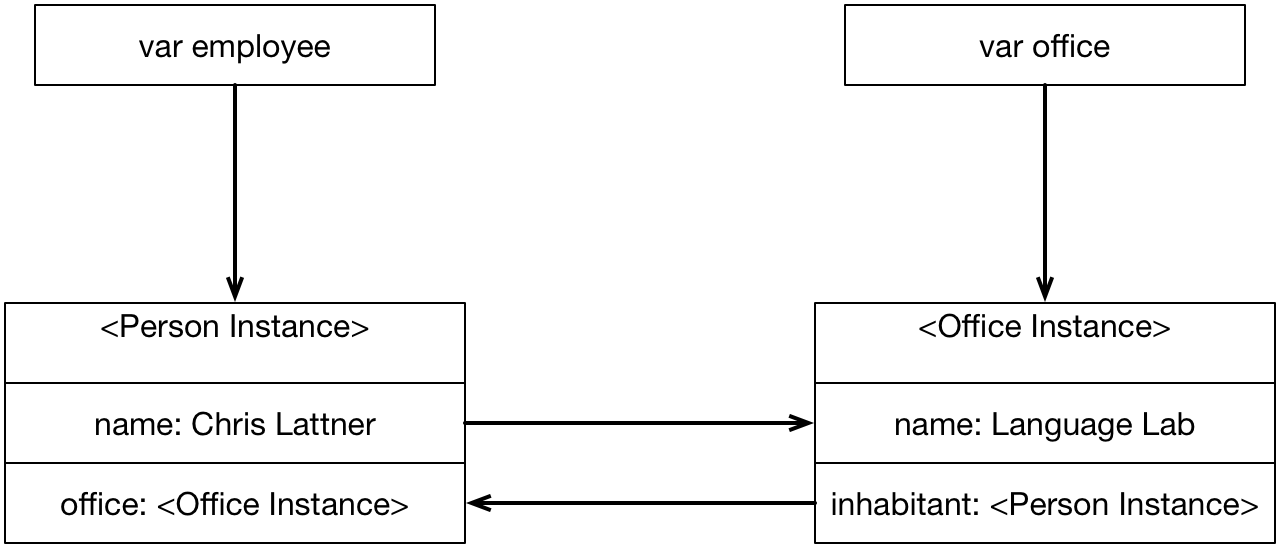 var employee
var office
<Person Instance>
name: Chris Lattner
office: <Office Instance>
<Office Instance>
name: Language Lab
inhabitant: <Person Instance>